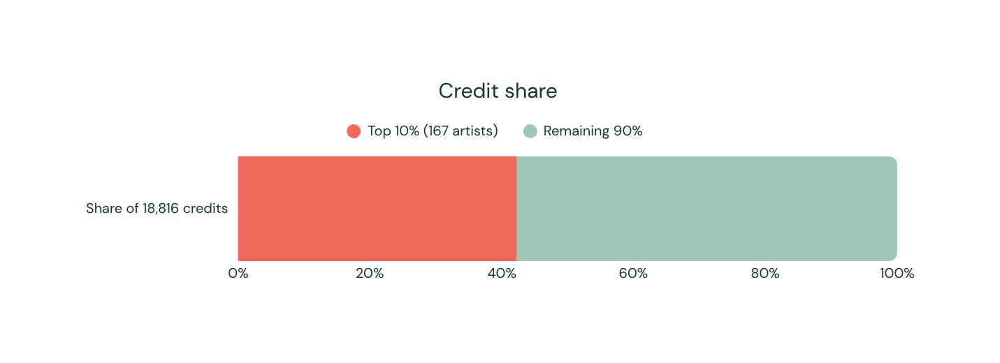 Credit share
Top 10% (167 artists) Remaining 90%
Share of 18,816 credits
0% 20% 40% 60% 80% 100%